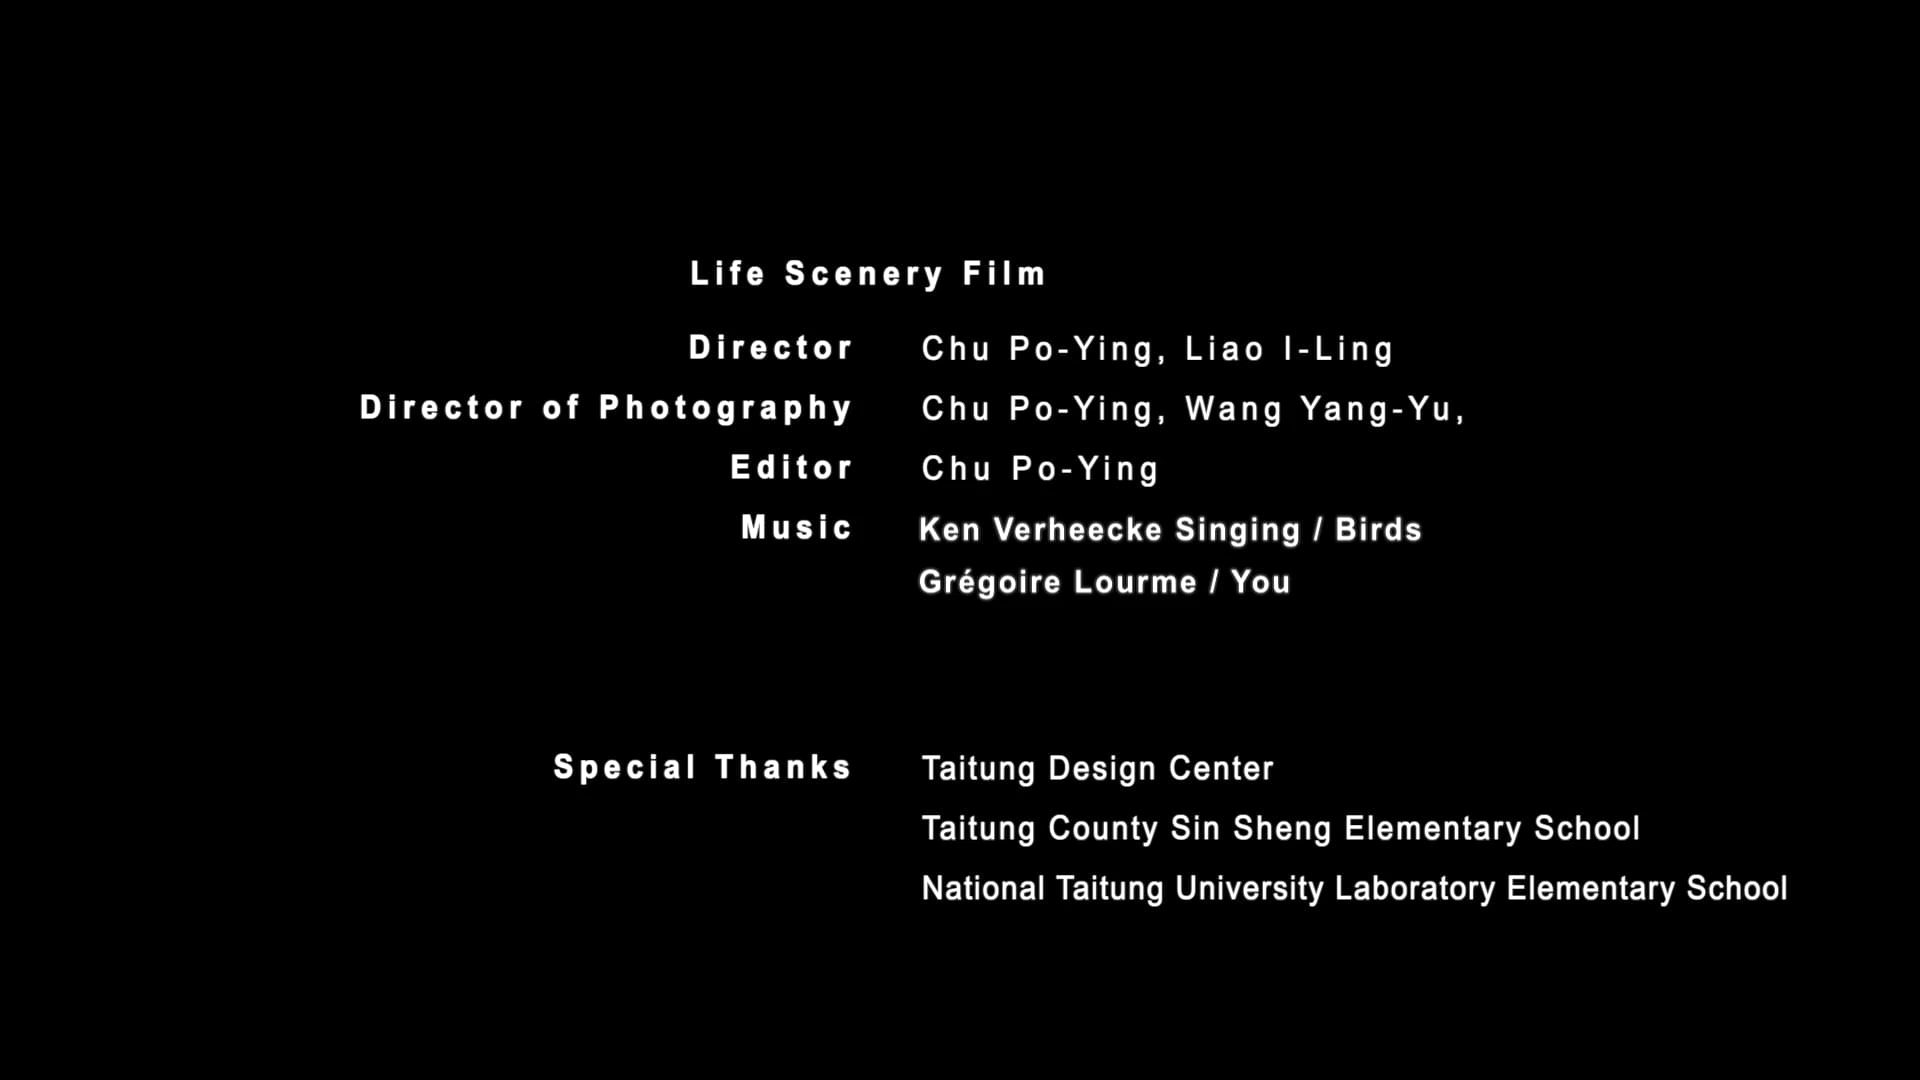 Life Scenery Film
Director Chu Po-Ying, Liao I-Ling
Director of Photography Chu Po-Ying, Wang Yang-Yu,
Editor Chu Po-Ying
Music Ken Verheecke Singing / Birds
Grégoire Lourme / You
Special Thanks Taitung Design Center
Taitung County Sin Sheng Elementary School
National Taitung University Laboratory Elementary School